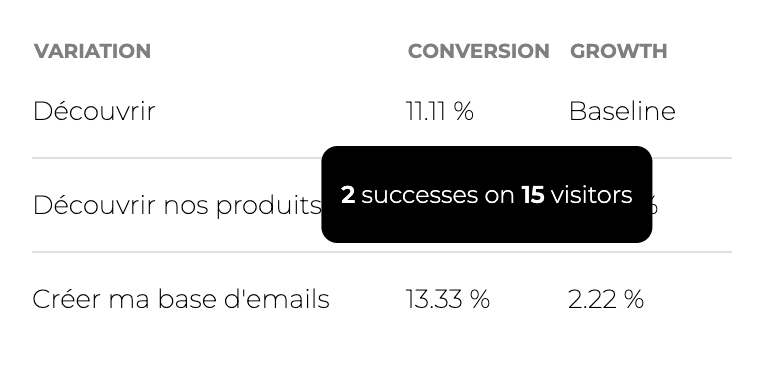 VARIATION CONVERSION GROWTH
Découvrir 11.11 % Baseline
Découvrir nos produits 2 successes on 15 visitors %
Créer ma base d'emails 13.33 % 2.22 %